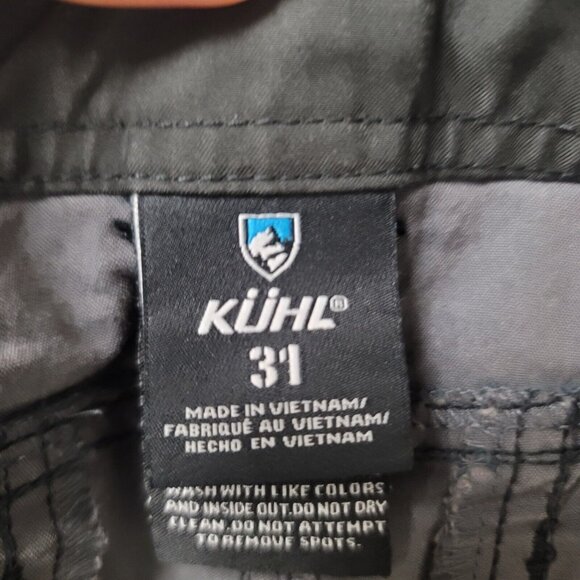 KÜHL®
31
MADE IN VIETNAM/
FABRIQUÉ AU VIETNAM/
HECHO EN VIETNAM
WASH WITH LIKE COLORS
AND INSIDE OUT.DO NOT DRY
CLEAN.DO NOT ATTEMPT
TO REMOVE SPOTS.